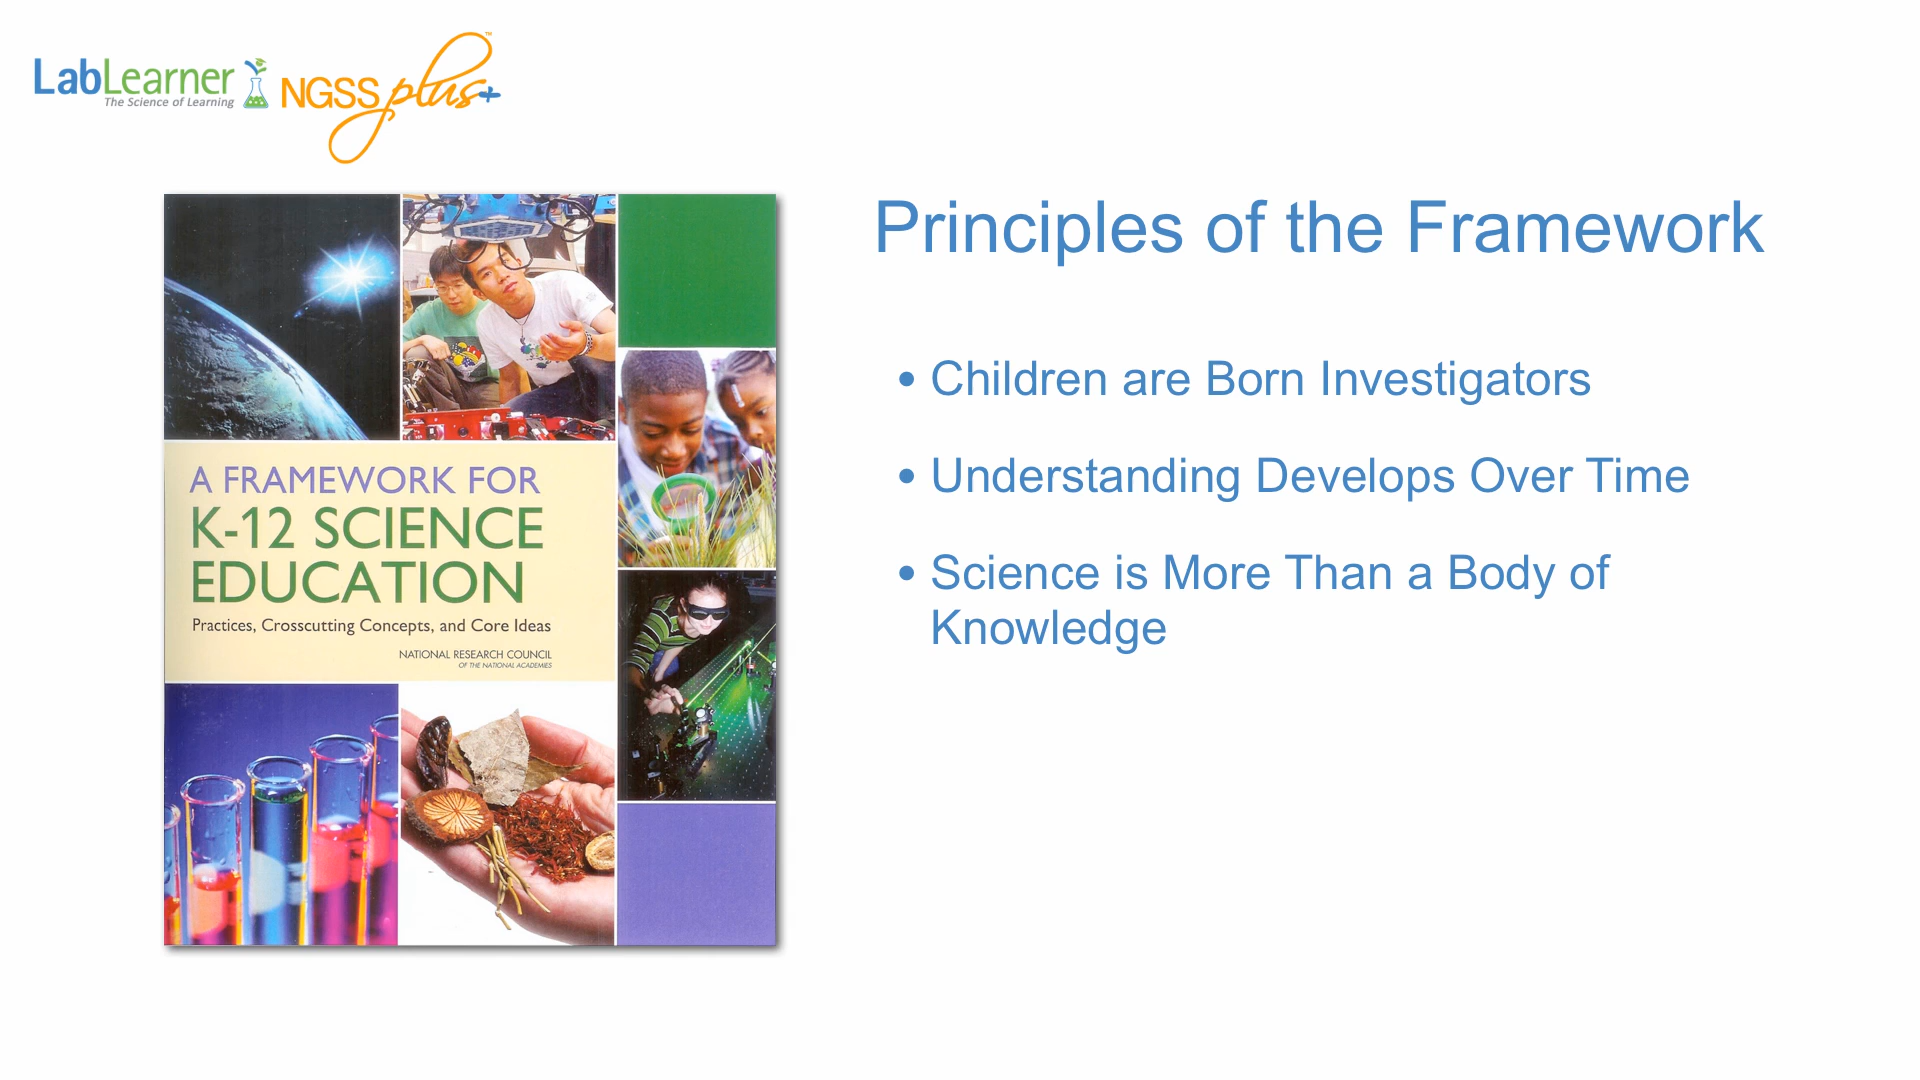 LabLearner
The Science of Learning
NGSS plus+
™
Principles of the Framework
• Children are Born Investigators
• Understanding Develops Over Time
• Science is More Than a Body of
Knowledge
A FRAMEWORK FOR
K-12 SCIENCE
EDUCATION
Practices, Crosscutting Concepts, and Core Ideas
NATIONAL RESEARCH COUNCIL
OF THE NATIONAL ACADEMIES